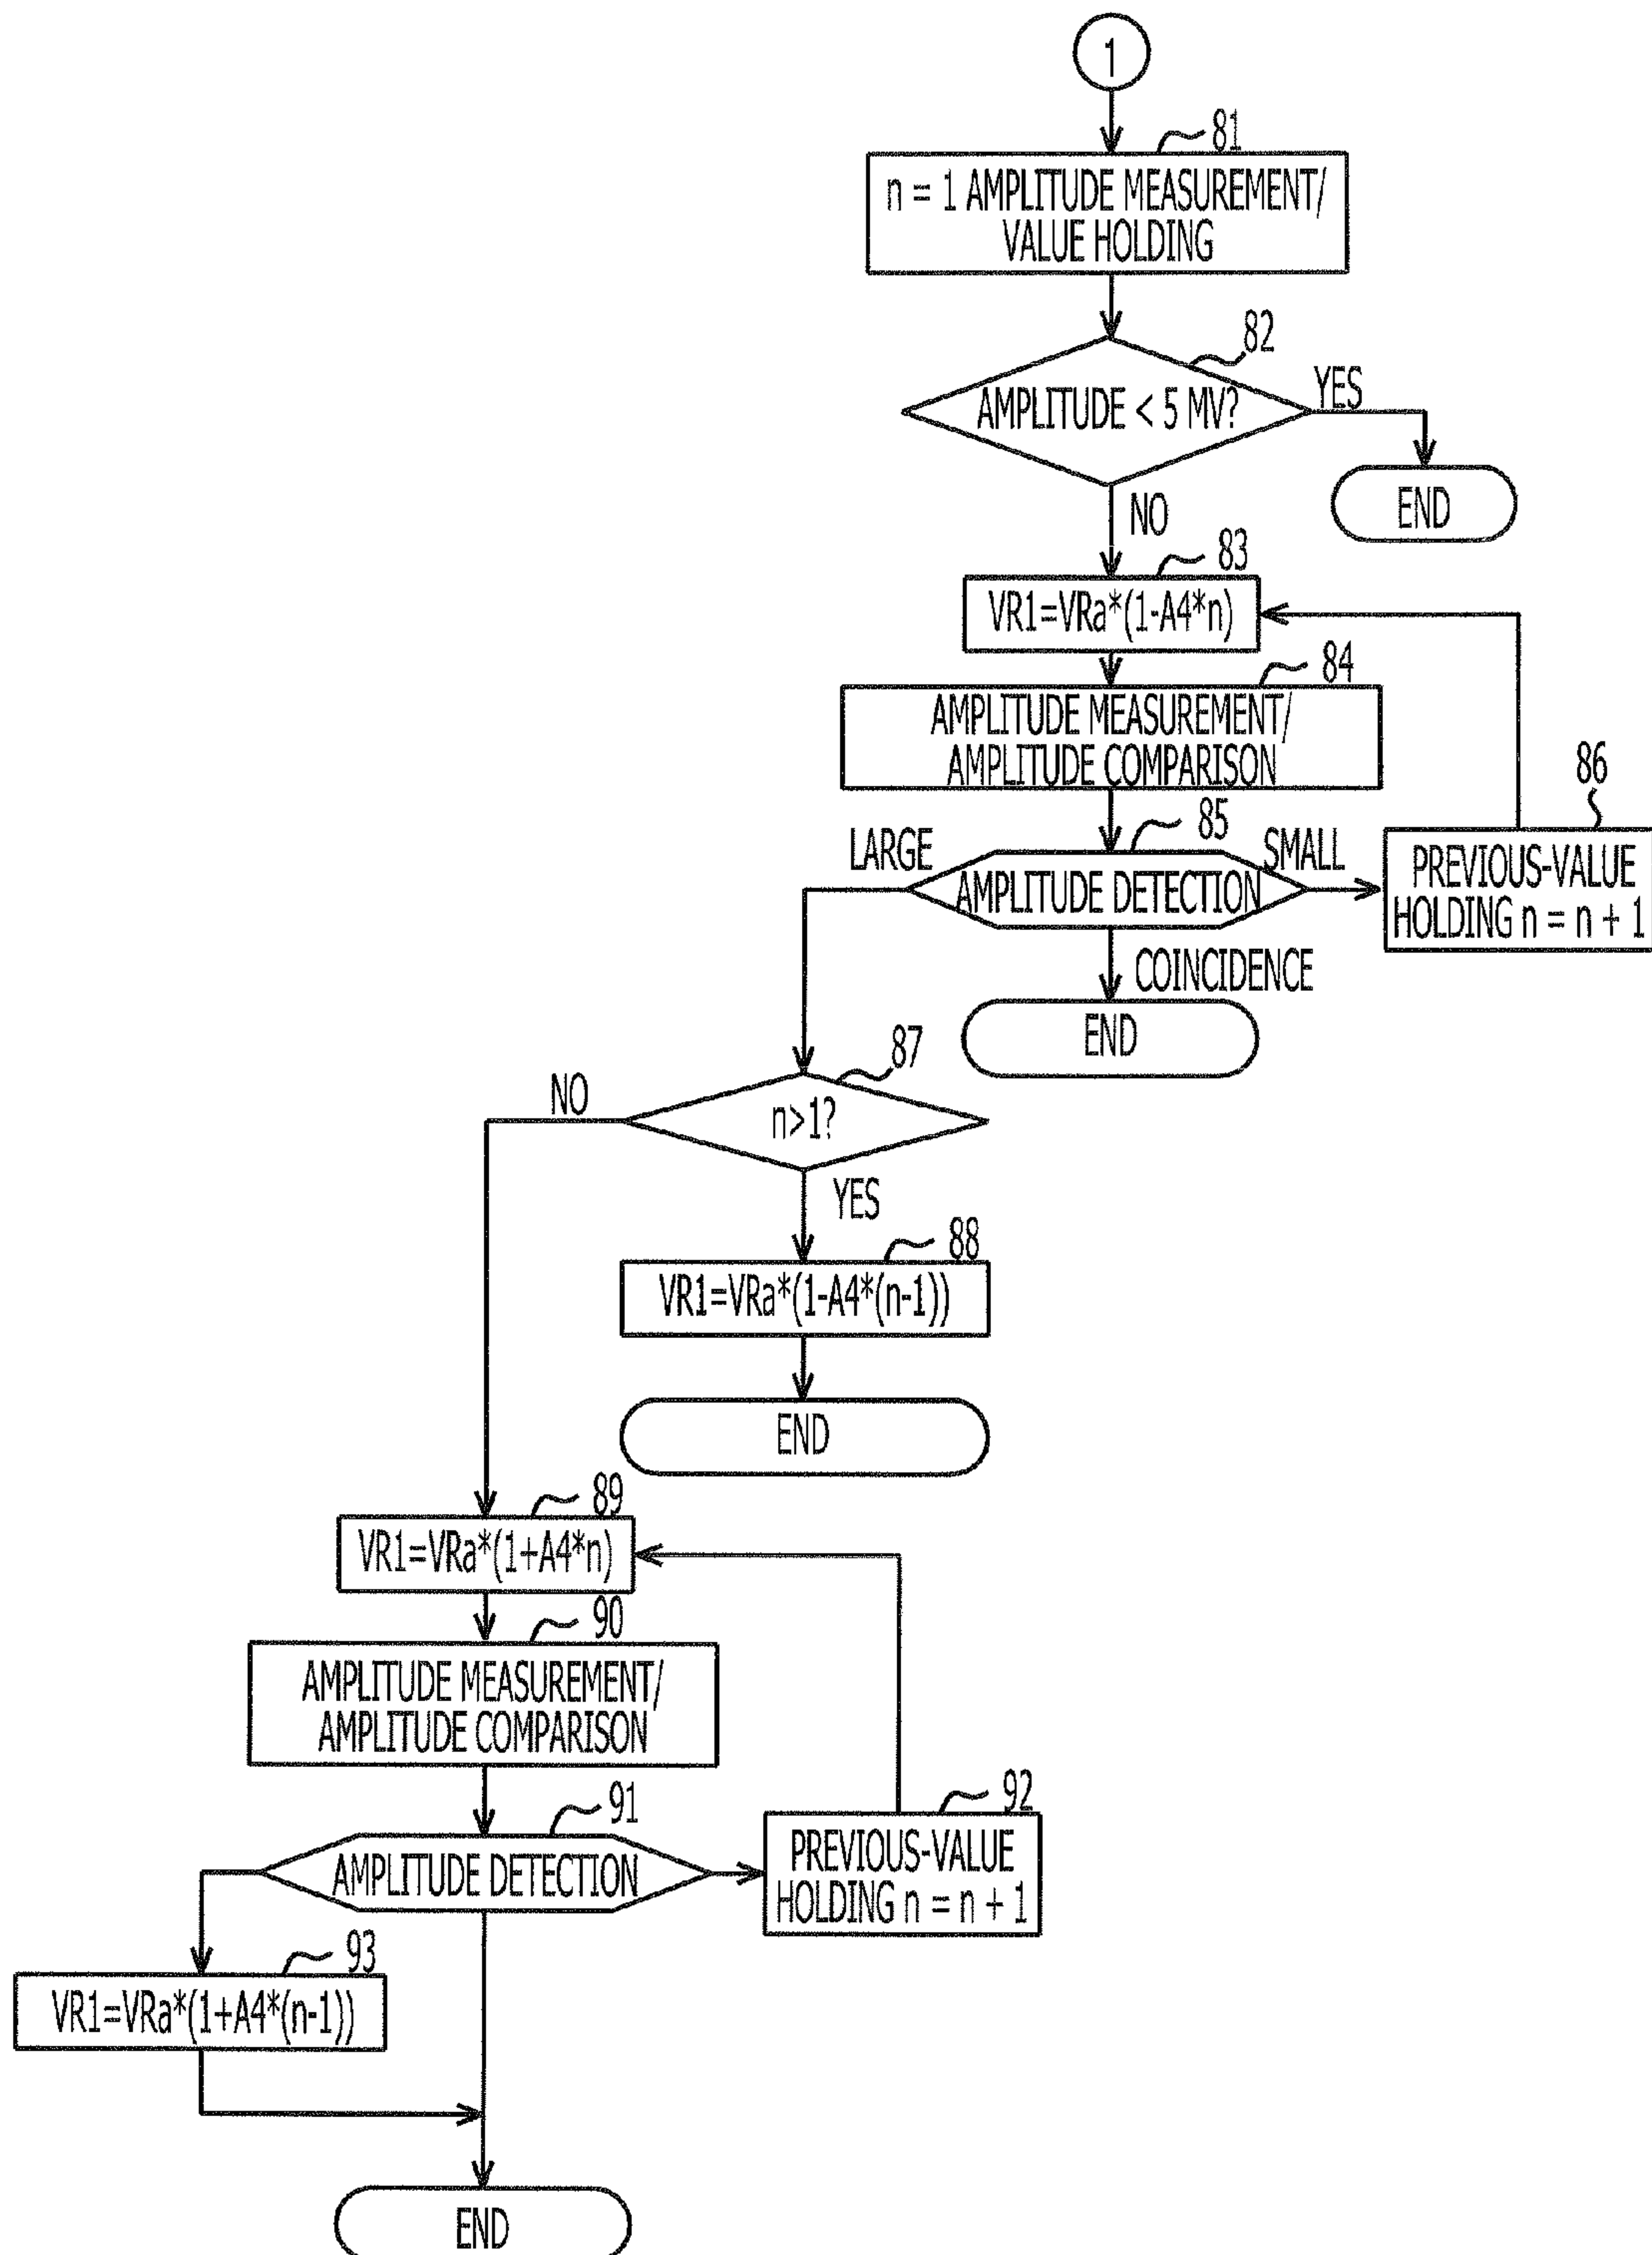 1
81
n = 1 AMPLITUDE MEASUREMENT/
VALUE HOLDING
82
AMPLITUDE < 5 MV?
YES
END
NO
83
VR1=VRa*(1-A4*n)
84
AMPLITUDE MEASUREMENT/
AMPLITUDE COMPARISON
86
85
LARGE
SMALL
AMPLITUDE DETECTION
PREVIOUS-VALUE
HOLDING n = n + 1
COINCIDENCE
END
87
NO
n>1?
YES
88
VR1=VRa*(1-A4*(n-1))
END
89
VR1=VRa*(1+A4*n)
90
AMPLITUDE MEASUREMENT/
AMPLITUDE COMPARISON
91
92
AMPLITUDE DETECTION
PREVIOUS-VALUE
HOLDING n = n + 1
93
VR1=VRa*(1+A4*(n-1))
END